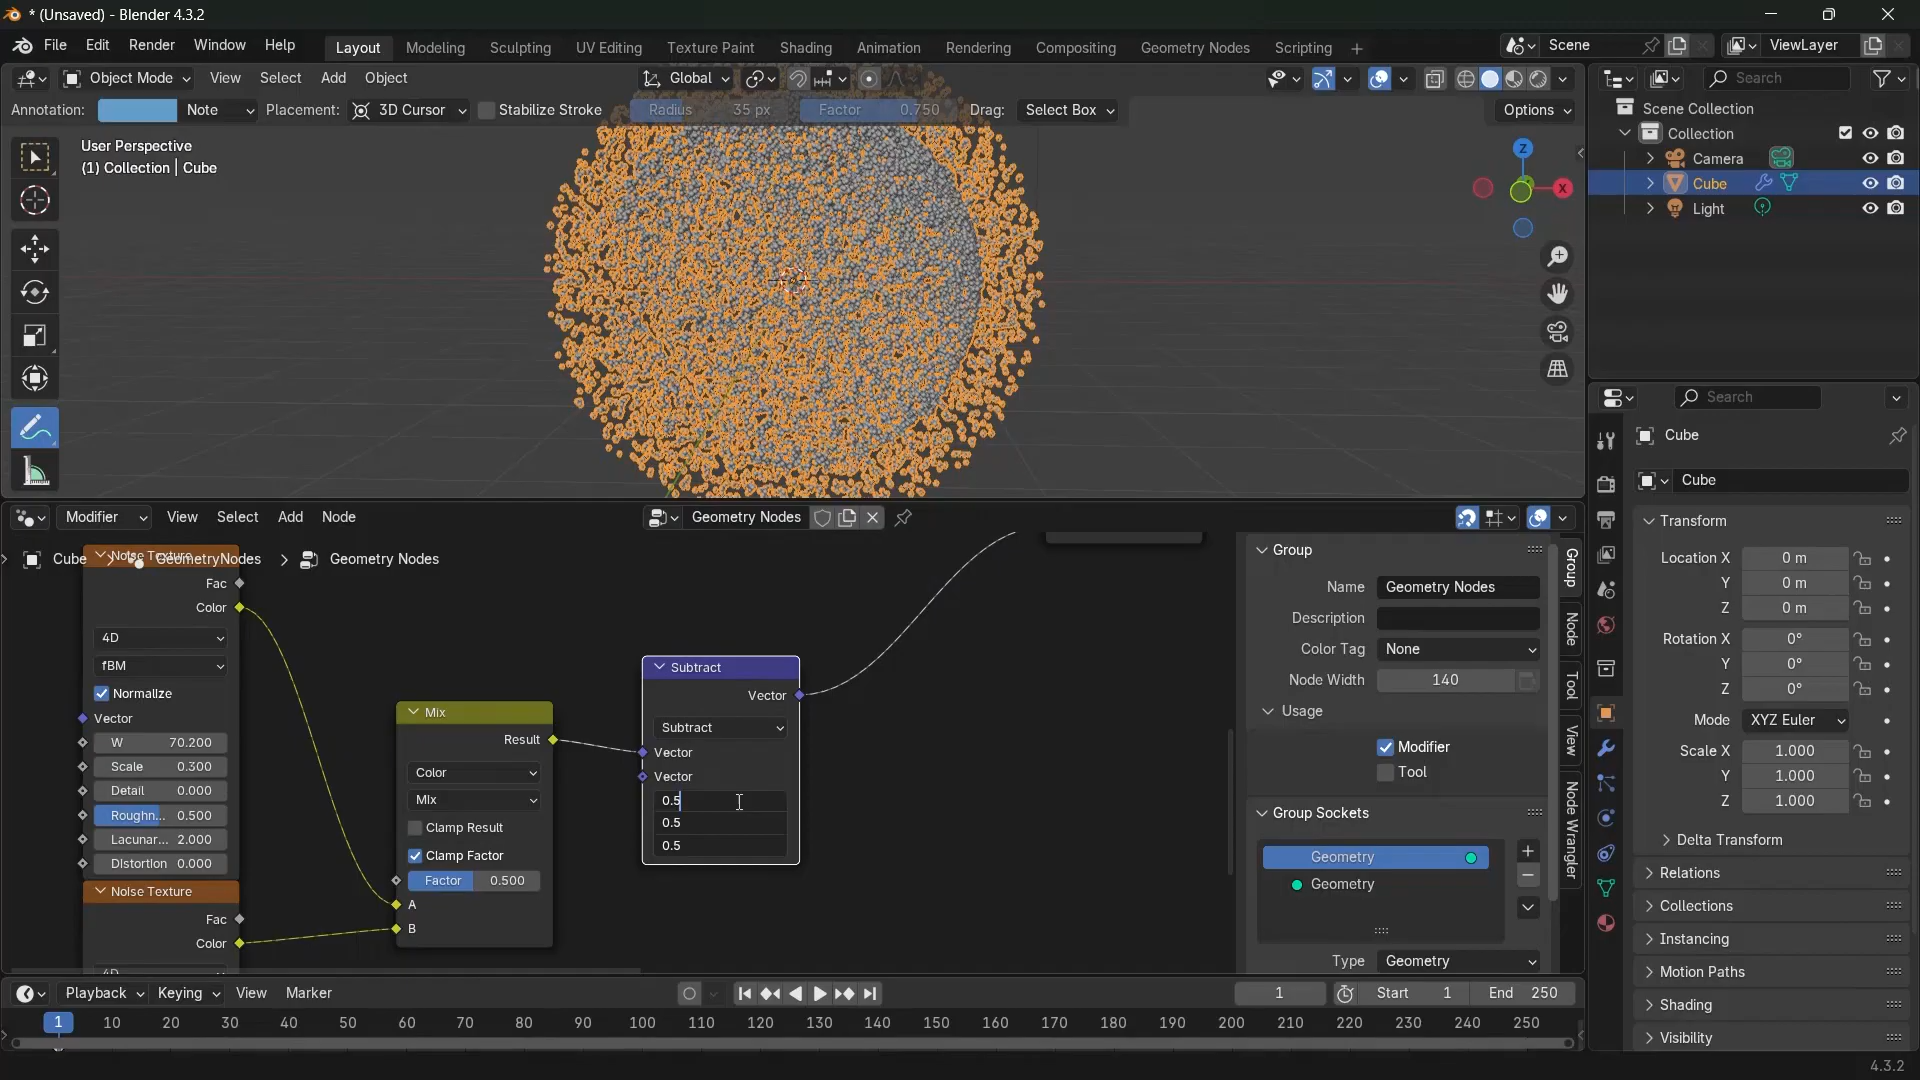 * (Unsaved) - Blender 4.3.2
File Edit Render Window Help
Layout Modeling Sculpting UV Editing Texture Paint Shading Animation Rendering Compositing Geometry Nodes Scripting +
Scene
ViewLayer
Object Mode View Select Add Object
Global
Search
Annotation: Note Placement: 3D Cursor Stabilize Stroke Radius 35 px Factor 0.750 Drag: Select Box
Options
User Perspective
(1) Collection | Cube
Z
X
Scene Collection
Collection
Camera
Cube
Light
Search
Cube
Cube
Transform
Location X 0 m
Y 0 m
Z 0 m
Rotation X 0°
Y 0°
Z 0°
Mode XYZ Euler
Scale X 1.000
Y 1.000
Z 1.000
Delta Transform
Relations
Collections
Instancing
Motion Paths
Shading
Visibility
Modifier View Select Add Node
Geometry Nodes
Cube > GeometryNodes > Geometry Nodes
Noise Texture
Fac
Color
4D
fBM
Normalize
Vector
W 70.200
Scale 0.300
Detail 0.000
Roughn... 0.500
Lacunar... 2.000
Distortion 0.000
Noise Texture
Fac
Color
4D
Mix
Result
Color
Mix
Clamp Result
Clamp Factor
Factor 0.500
A
B
Subtract
Vector
Subtract
Vector
Vector
0.5
0.5
0.5
Group
Name Geometry Nodes
Description
Color Tag None
Node Width 140
Usage
Modifier
Tool
Group Sockets
Geometry
Geometry
Type Geometry
Group
Node
Tool
View
Node Wrangler
Playback Keying View Marker
1
Start 1
End 250
1 10 20 30 40 50 60 70 80 90 100 110 120 130 140 150 160 170 180 190 200 210 220 230 240 250
4.3.2